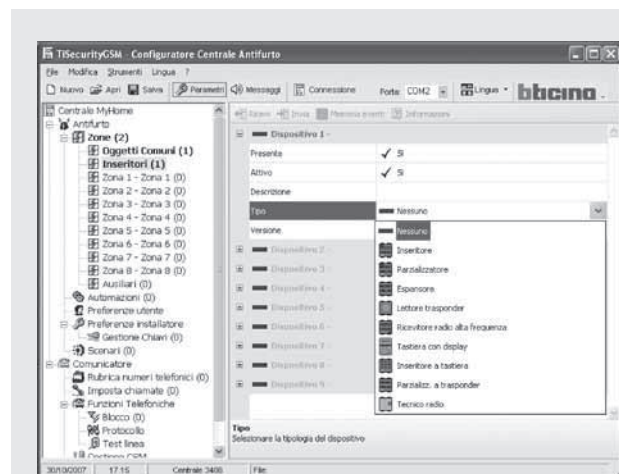 TiSecurityGSM - Configuratore Centrale Antifurto
File Modifica Strumenti Lingua ?
Nuovo Apri Salva Parametri Messaggi Connessione Porta: COM2 Lingua bticino
Centrale MyHome
Antifurto
Zone (2)
Oggetti Comuni (1)
Inseritori (1)
Zona 1 - Zona 1 (0)
Zona 2 - Zona 2 (0)
Zona 3 - Zona 3 (0)
Zona 4 - Zona 4 (0)
Zona 5 - Zona 5 (0)
Zona 6 - Zona 6 (0)
Zona 7 - Zona 7 (0)
Zona 8 - Zona 8 (0)
Ausiliari (0)
Automazioni (0)
Preferenze utente
Preferenze installatore
Gestione Chiavi (0)
Scenari (0)
Comunicatore
Rubrica numeri telefonici (0)
Imposta chiamate (0)
Funzioni Telefoniche
Blocco (0)
Protocollo
Test linea
Gestione GSM
Ricevi Invia Memoria eventi Informazioni
Dispositivo 1 -
Presente Si
Attivo Si
Descrizione
Tipo Nessuno
Versione
Nessuno
Inseritore
Parzializzatore
Espansore
Lettore trasponder
Ricevitore radio alta frequenza
Tastiera con display
Inseritore a tastiera
Parzializ. a trasponder
Tecnico radio
Dispositivo 2 -
Dispositivo 3 -
Dispositivo 4 -
Dispositivo 5 -
Dispositivo 6 -
Dispositivo 7 -
Dispositivo 8 -
Dispositivo 9 -
Tipo
Selezionare la tipologia del dispositivo
30/10/2007 17:15 Centrale 3486 File: